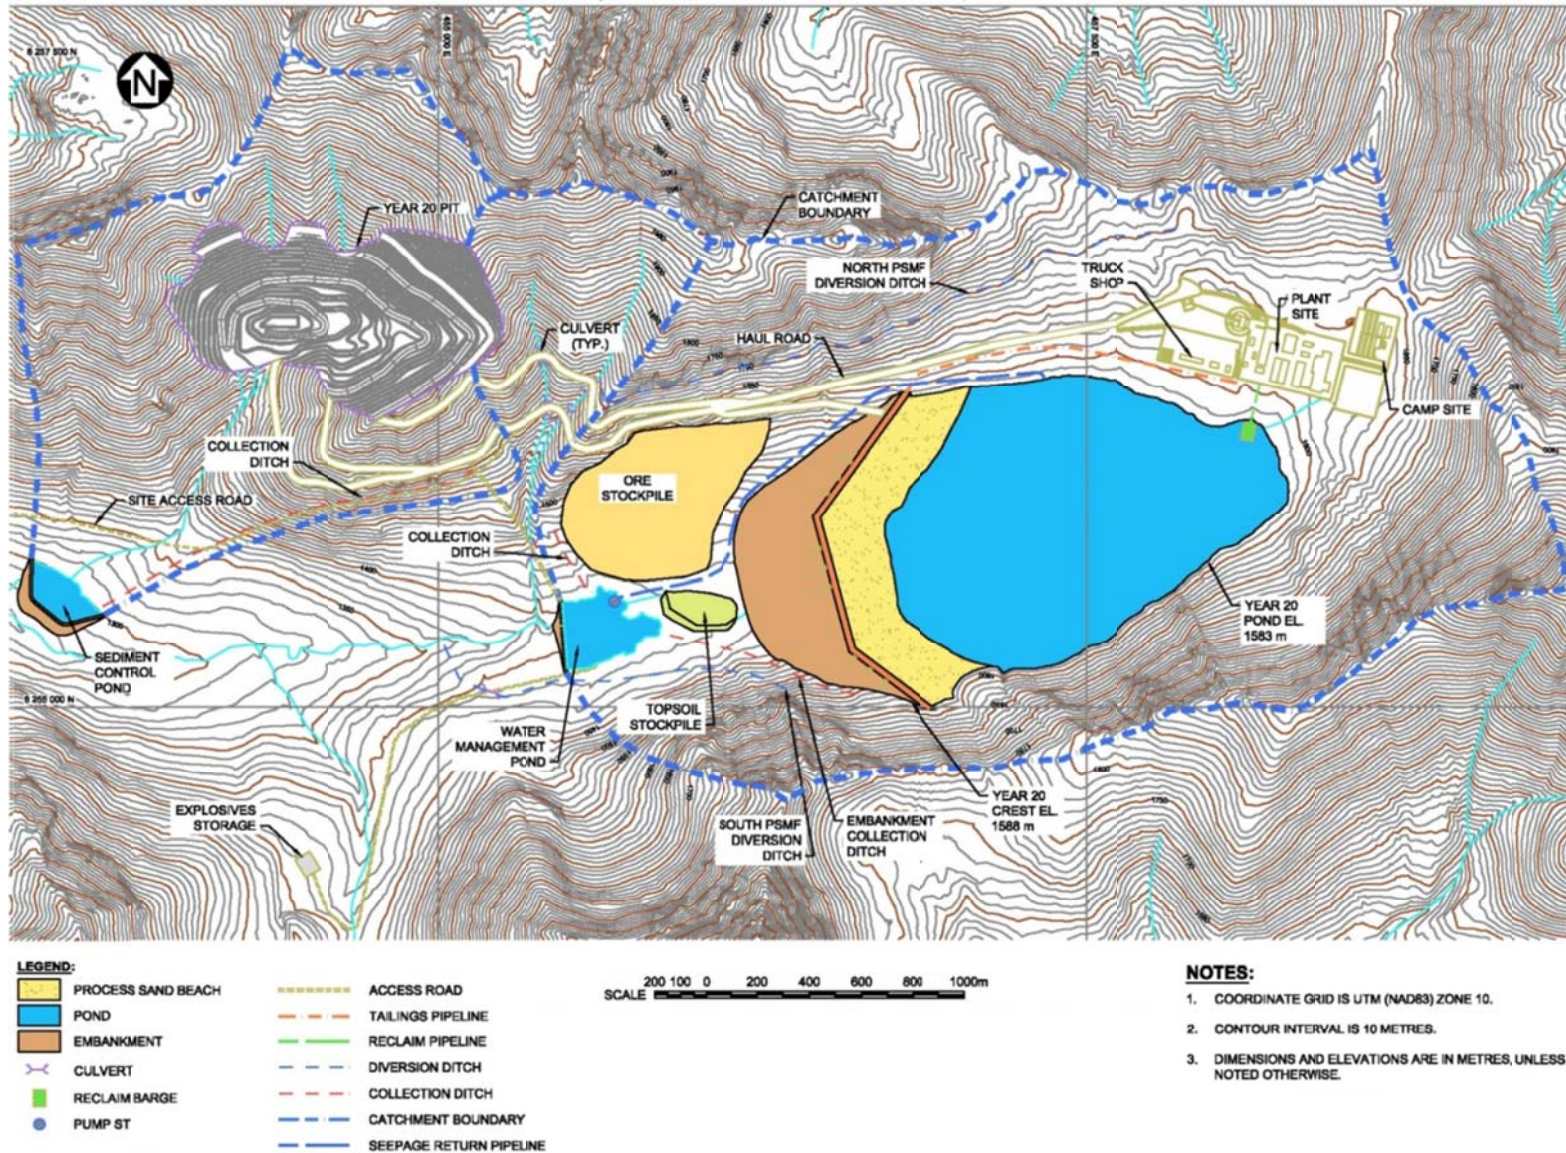 6 257 500 N
N
YEAR 20 PIT
CATCHMENT
BOUNDARY
NORTH PSMF
DIVERSION DITCH
TRUCK
SHOP
PLANT
SITE
CULVERT
(TYP.)
HAUL ROAD
CAMP SITE
COLLECTION
DITCH
ORE
STOCKPILE
SITE ACCESS ROAD
COLLECTION
DITCH
YEAR 20
POND EL.
1583 m
SEDIMENT
CONTROL
POND
6 255 000 N
TOPSOIL
STOCKPILE
WATER
MANAGEMENT
POND
YEAR 20
CREST EL.
1588 m
EXPLOSIVES
STORAGE
SOUTH PSMF
DIVERSION
DITCH
EMBANKMENT
COLLECTION
DITCH
LEGEND:
PROCESS SAND BEACH
POND
EMBANKMENT
CULVERT
RECLAIM BARGE
PUMP ST
ACCESS ROAD
TAILINGS PIPELINE
RECLAIM PIPELINE
DIVERSION DITCH
COLLECTION DITCH
CATCHMENT BOUNDARY
SEEPAGE RETURN PIPELINE
SCALE 200 100 0 200 400 600 800 1000m
NOTES:
1. COORDINATE GRID IS UTM (NAD83) ZONE 10.
2. CONTOUR INTERVAL IS 10 METRES.
3. DIMENSIONS AND ELEVATIONS ARE IN METRES, UNLESS
NOTED OTHERWISE.